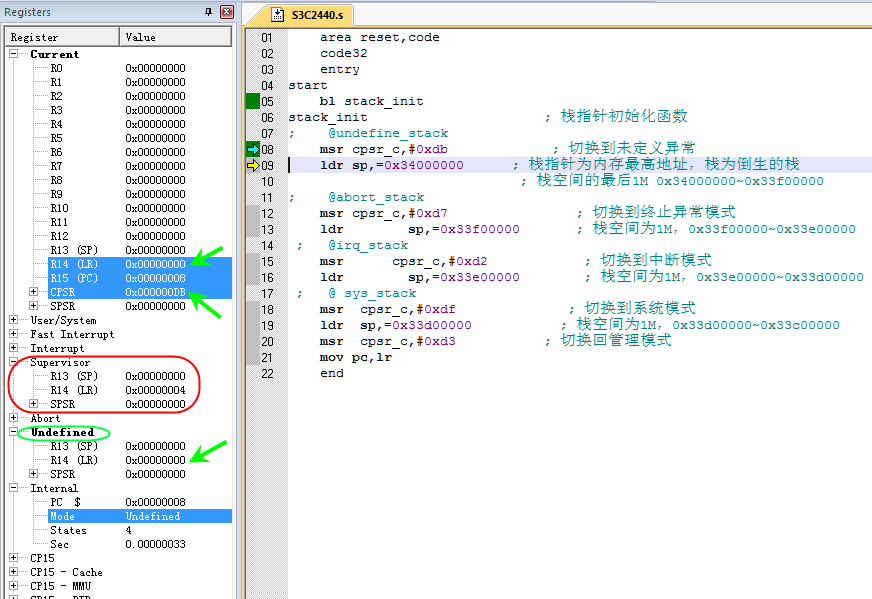 Registers
Register Value
Current
R0 0x00000000
R1 0x00000000
R2 0x00000000
R3 0x00000000
R4 0x00000000
R5 0x00000000
R6 0x00000000
R7 0x00000000
R8 0x00000000
R9 0x00000000
R10 0x00000000
R11 0x00000000
R12 0x00000000
R13 (SP) 0x00000000
R14 (LR) 0x00000000
R15 (PC) 0x00000008
CPSR 0x000000DB
SPSR 0x00000000
User/System
Fast Interrupt
Interrupt
Supervisor
R13 (SP) 0x00000000
R14 (LR) 0x00000004
SPSR 0x00000000
Abort
Undefined
R13 (SP) 0x00000000
R14 (LR) 0x00000000
SPSR 0x00000000
Internal
PC $ 0x00000008
Mode Undefined
States 4
Sec 0.00000033
CP15
CP15 - Cache
CP15 - MMU
S3C2440.s
01 area reset,code
02 code32
03 entry
04 start
05 bl stack_init
06 stack_init ; 栈指针初始化函数
07 ; @undefine_stack
08 msr cpsr_c,#0xdb ; 切换到未定义异常
09 ldr sp,=0x34000000 ; 栈指针为内存最高地址，栈为倒生的栈
10 ; 栈空间的最后1M 0x34000000~0x33f00000
11 ; @abort_stack
12 msr cpsr_c,#0xd7 ; 切换到终止异常模式
13 ldr sp,=0x33f00000 ; 栈空间为1M，0x33f00000~0x33e00000
14 ; @irq_stack
15 msr cpsr_c,#0xd2 ; 切换到中断模式
16 ldr sp,=0x33e00000 ; 栈空间为1M，0x33e00000~0x33d00000
17 ; @ sys_stack
18 msr cpsr_c,#0xdf ; 切换到系统模式
19 ldr sp,=0x33d00000 ; 栈空间为1M，0x33d00000~0x33c00000
20 msr cpsr_c,#0xd3 ; 切换回管理模式
21 mov pc,lr
22 end